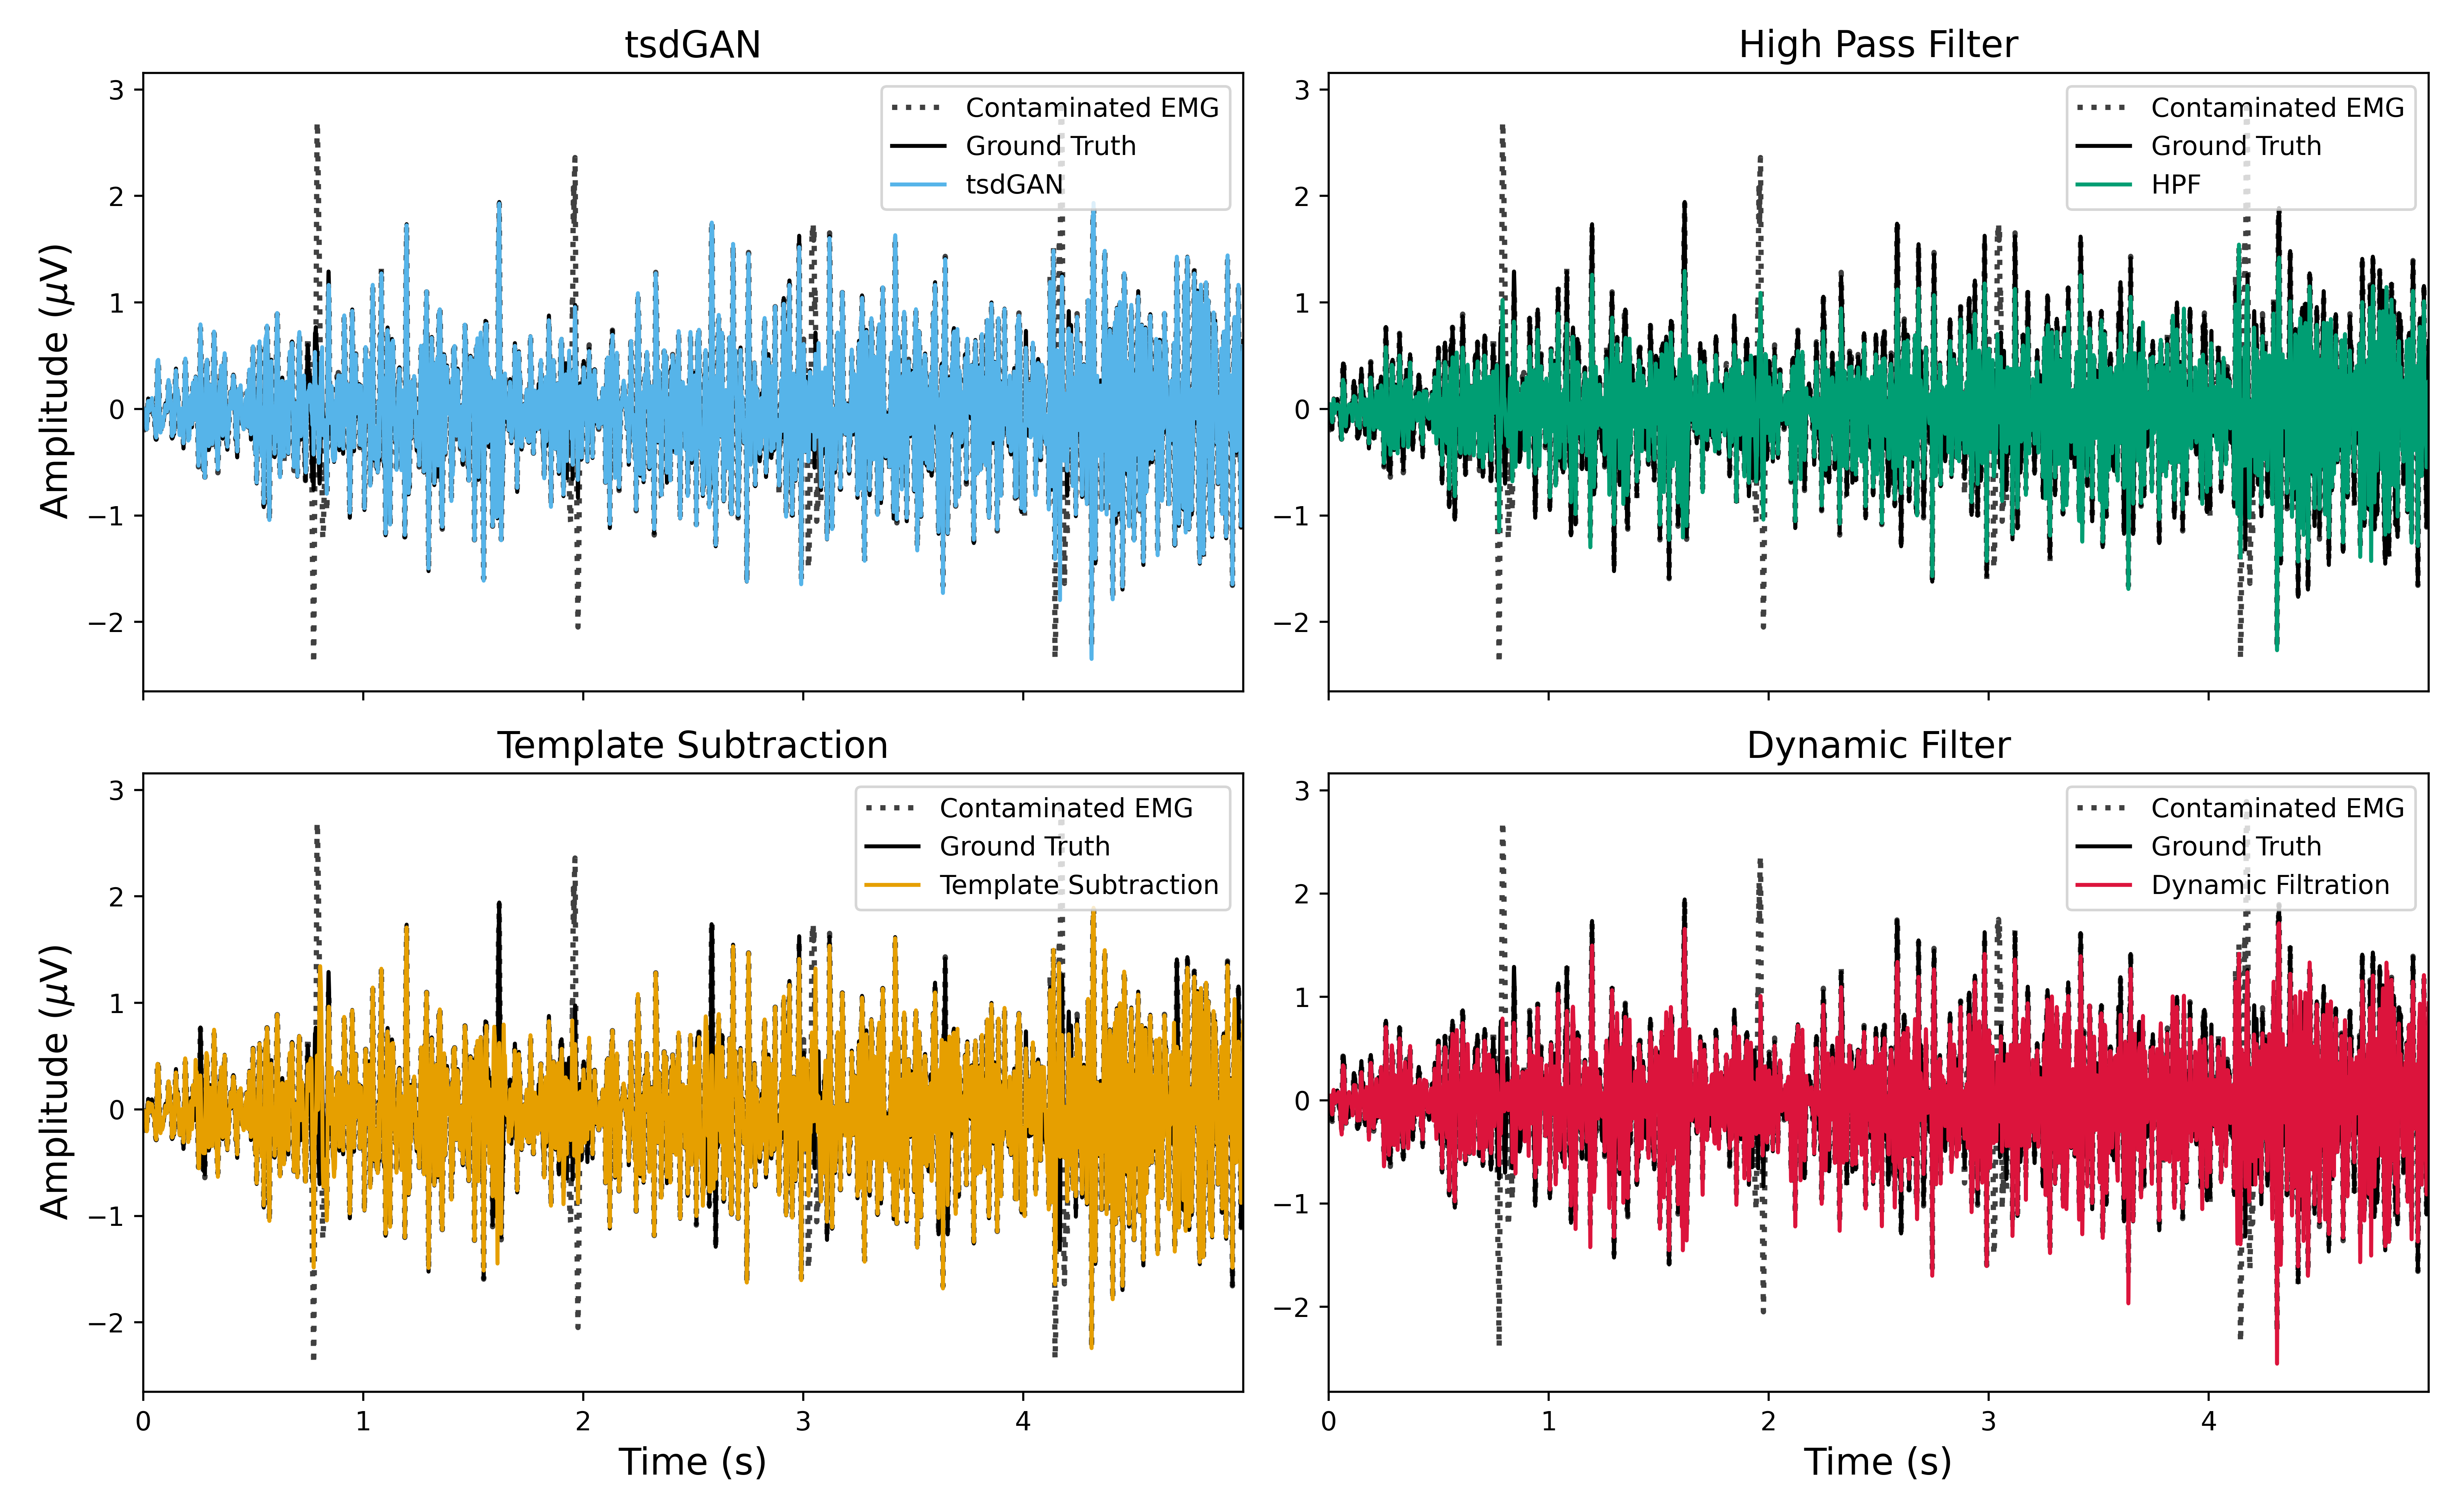 tsdGAN
High Pass Filter
3
2
1
0
−1
−2
Amplitude (μV)
Contaminated EMG
Ground Truth
tsdGAN
3
2
1
0
−1
−2
Contaminated EMG
Ground Truth
HPF
Template Subtraction
Dynamic Filter
3
2
1
0
−1
−2
Amplitude (μV)
Contaminated EMG
Ground Truth
Template Subtraction
0 1 2 3 4
Time (s)
3
2
1
0
−1
−2
Contaminated EMG
Ground Truth
Dynamic Filtration
0 1 2 3 4
Time (s)